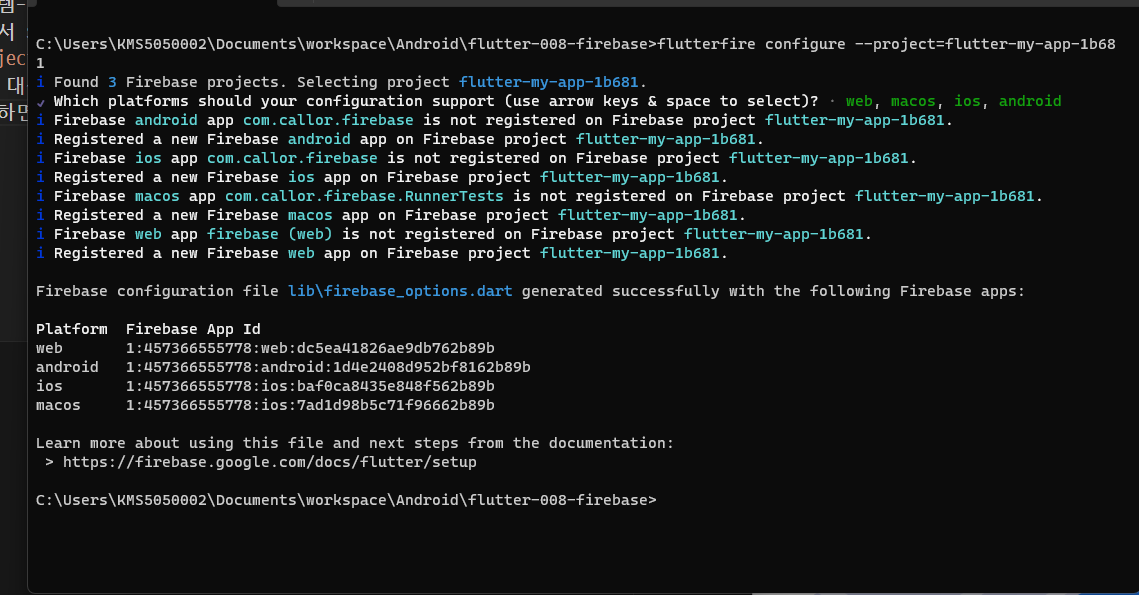 템-
서
jec
대
하면
C:\Users\KMS5050002\Documents\workspace\Android\flutter-008-firebase>flutterfire configure --project=flutter-my-app-1b68
1
i Found 3 Firebase projects. Selecting project flutter-my-app-1b681.
✓ Which platforms should your configuration support (use arrow keys & space to select)? · web, macos, ios, android
i Firebase android app com.callor.firebase is not registered on Firebase project flutter-my-app-1b681.
i Registered a new Firebase android app on Firebase project flutter-my-app-1b681.
i Firebase ios app com.callor.firebase is not registered on Firebase project flutter-my-app-1b681.
i Registered a new Firebase ios app on Firebase project flutter-my-app-1b681.
i Firebase macos app com.callor.firebase.RunnerTests is not registered on Firebase project flutter-my-app-1b681.
i Registered a new Firebase macos app on Firebase project flutter-my-app-1b681.
i Firebase web app firebase (web) is not registered on Firebase project flutter-my-app-1b681.
i Registered a new Firebase web app on Firebase project flutter-my-app-1b681.
Firebase configuration file lib\firebase_options.dart generated successfully with the following Firebase apps:
Platform  Firebase App Id
web       1:457366555778:web:dc5ea41826ae9db762b89b
android   1:457366555778:android:1d4e2408d952bf8162b89b
ios       1:457366555778:ios:baf0ca8435e848f562b89b
macos     1:457366555778:ios:7ad1d98b5c71f96662b89b
Learn more about using this file and next steps from the documentation:
> https://firebase.google.com/docs/flutter/setup
C:\Users\KMS5050002\Documents\workspace\Android\flutter-008-firebase>